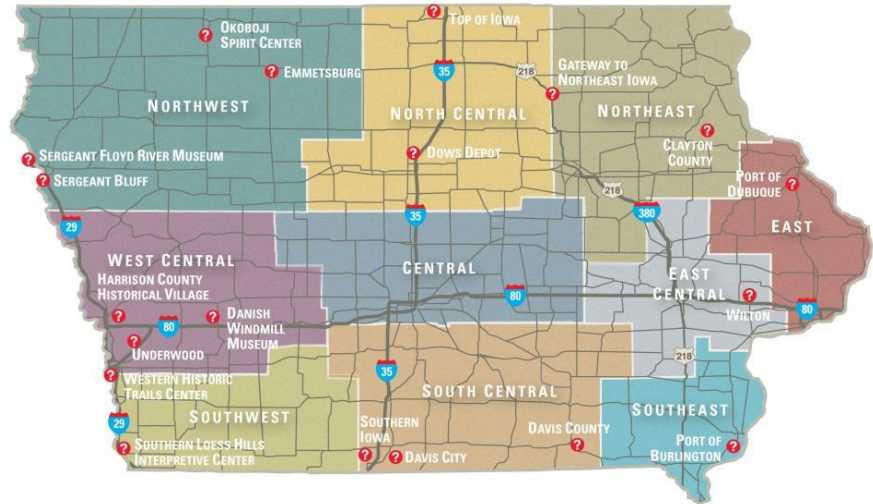 ?
TOP OF IOWA
?
OKOBOJI
SPIRIT CENTER
?
EMMETSBURG
35
218
GATEWAY TO
NORTHEAST IOWA
?
NORTHWEST
NORTH CENTRAL
NORTHEAST
?
CLAYTON
COUNTY
?
DOWS DEPOT
?
SERGEANT FLOYD RIVER MUSEUM
?
SERGEANT BLUFF
PORT OF
DUBUQUE
?
218
29
35
380
EAST
WEST CENTRAL
CENTRAL
EAST
CENTRAL
HARRISON COUNTY
HISTORICAL VILLAGE
?
?
DANISH
WINDMILL
MUSEUM
80
80
?
WILTON
80
?
UNDERWOOD
218
?
WESTERN HISTORIC
TRAILS CENTER
35
SOUTH CENTRAL
SOUTHEAST
SOUTHWEST
29
SOUTHERN
IOWA
?
?
DAVIS CITY
DAVIS COUNTY
?
PORT OF
BURLINGTON
?
?
SOUTHERN LOESS HILLS
INTERPRETIVE CENTER